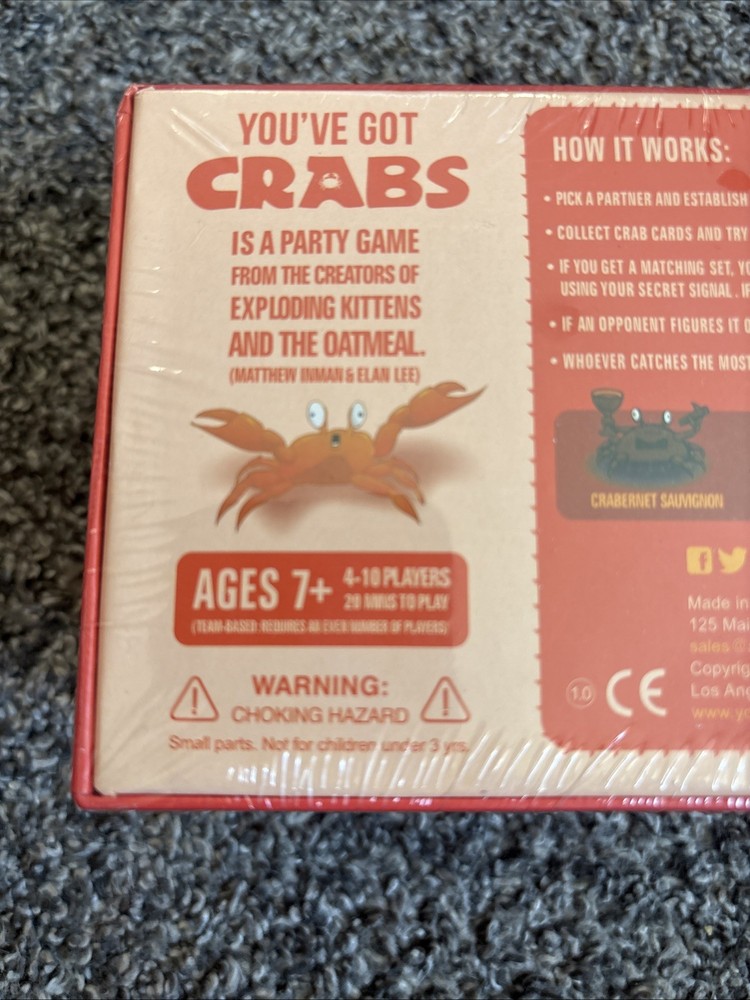 YOU'VE GOT
CRABS
IS A PARTY GAME
FROM THE CREATORS OF
EXPLODING KITTENS
AND THE OATMEAL.
(MATTHEW INMAN & ELAN LEE)
AGES 7+
4-10 PLAYERS
20 MINS TO PLAY
(TEAM-BASED: REQUIRES AN EVEN NUMBER OF PLAYERS)
WARNING:
CHOKING HAZARD
Small parts. Not for children under 3 yrs.
HOW IT WORKS:
• PICK A PARTNER AND ESTABLISH
• COLLECT CRAB CARDS AND TRY
• IF YOU GET A MATCHING SET, YO
USING YOUR SECRET SIGNAL. IF
• IF AN OPPONENT FIGURES IT O
• WHOEVER CATCHES THE MOST
CRABERNET SAUVIGNON
Made in
125 Mai
sales@
Copyrig
Los Ang
www.yo
1.0
CE